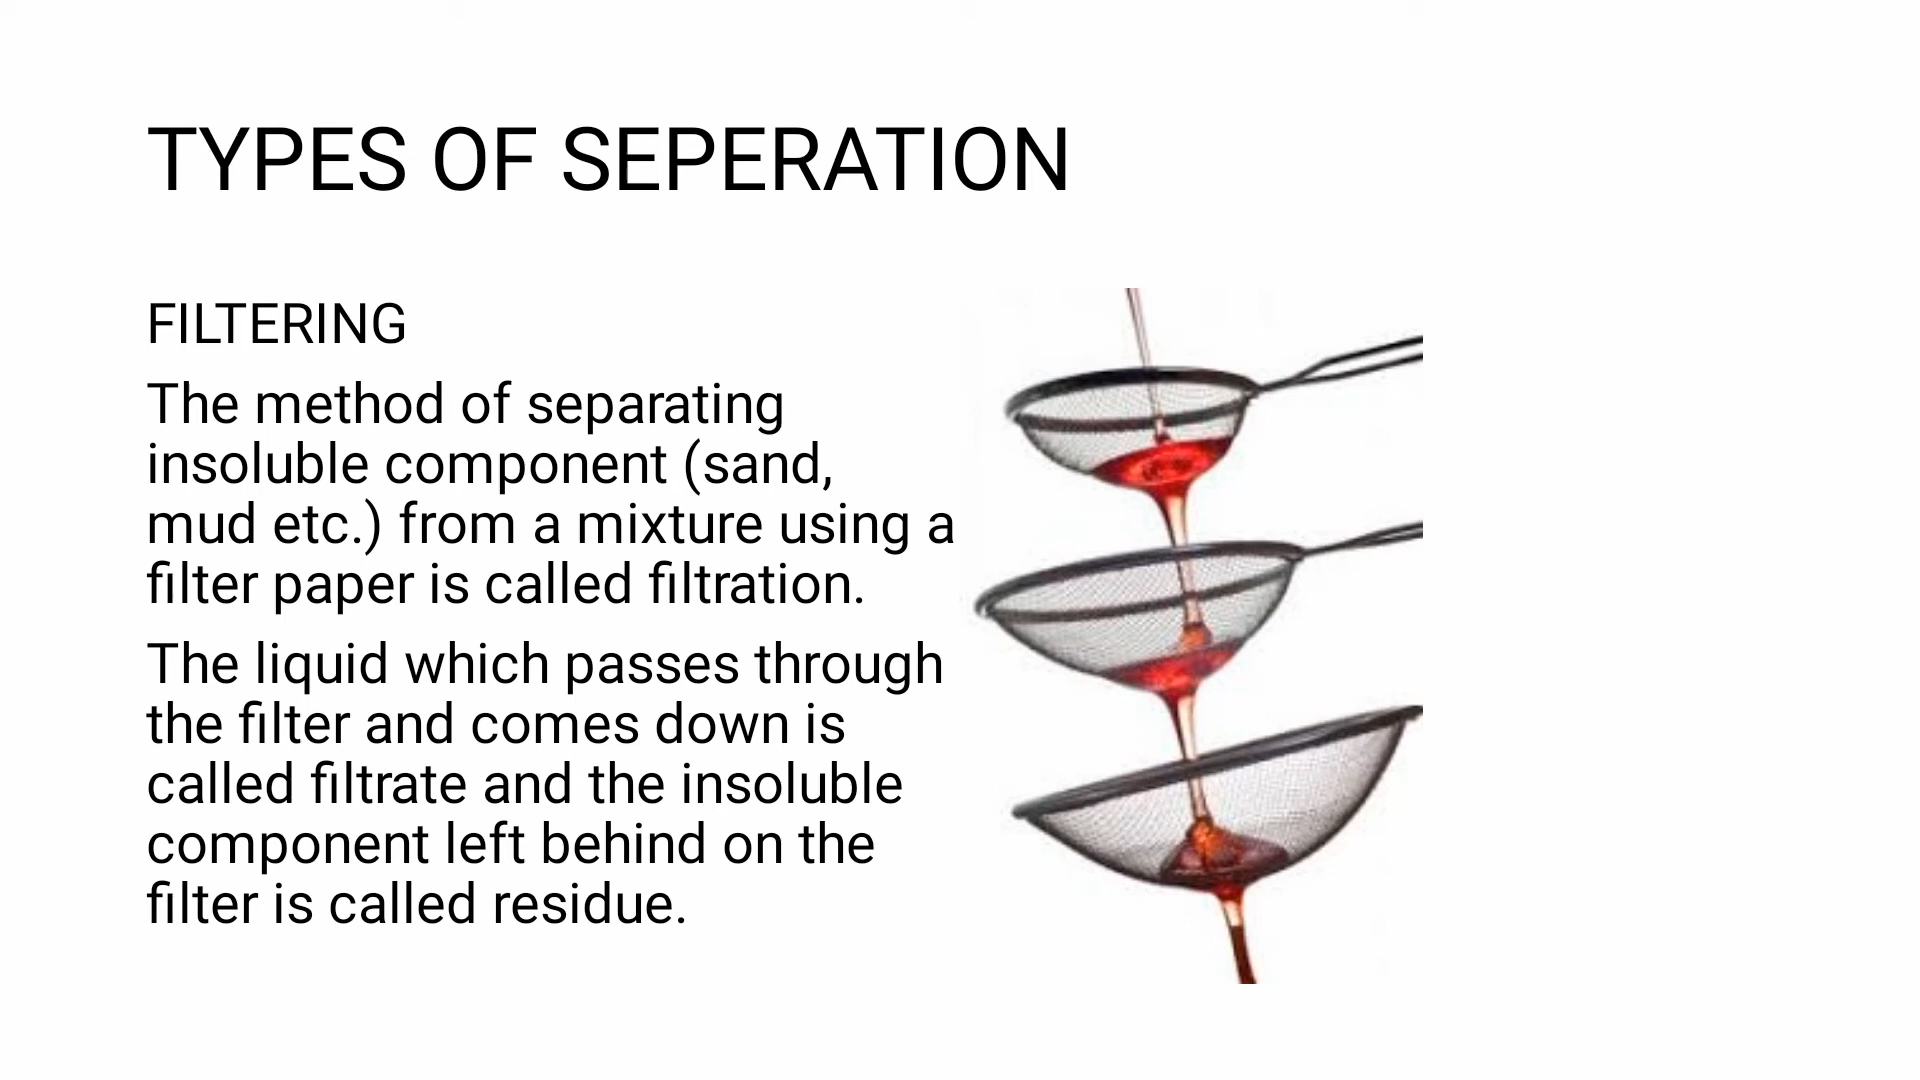 TYPES OF SEPERATION
FILTERING
The method of separating
insoluble component (sand,
mud etc.) from a mixture using a
filter paper is called filtration.
The liquid which passes through
the filter and comes down is
called filtrate and the insoluble
component left behind on the
filter is called residue.